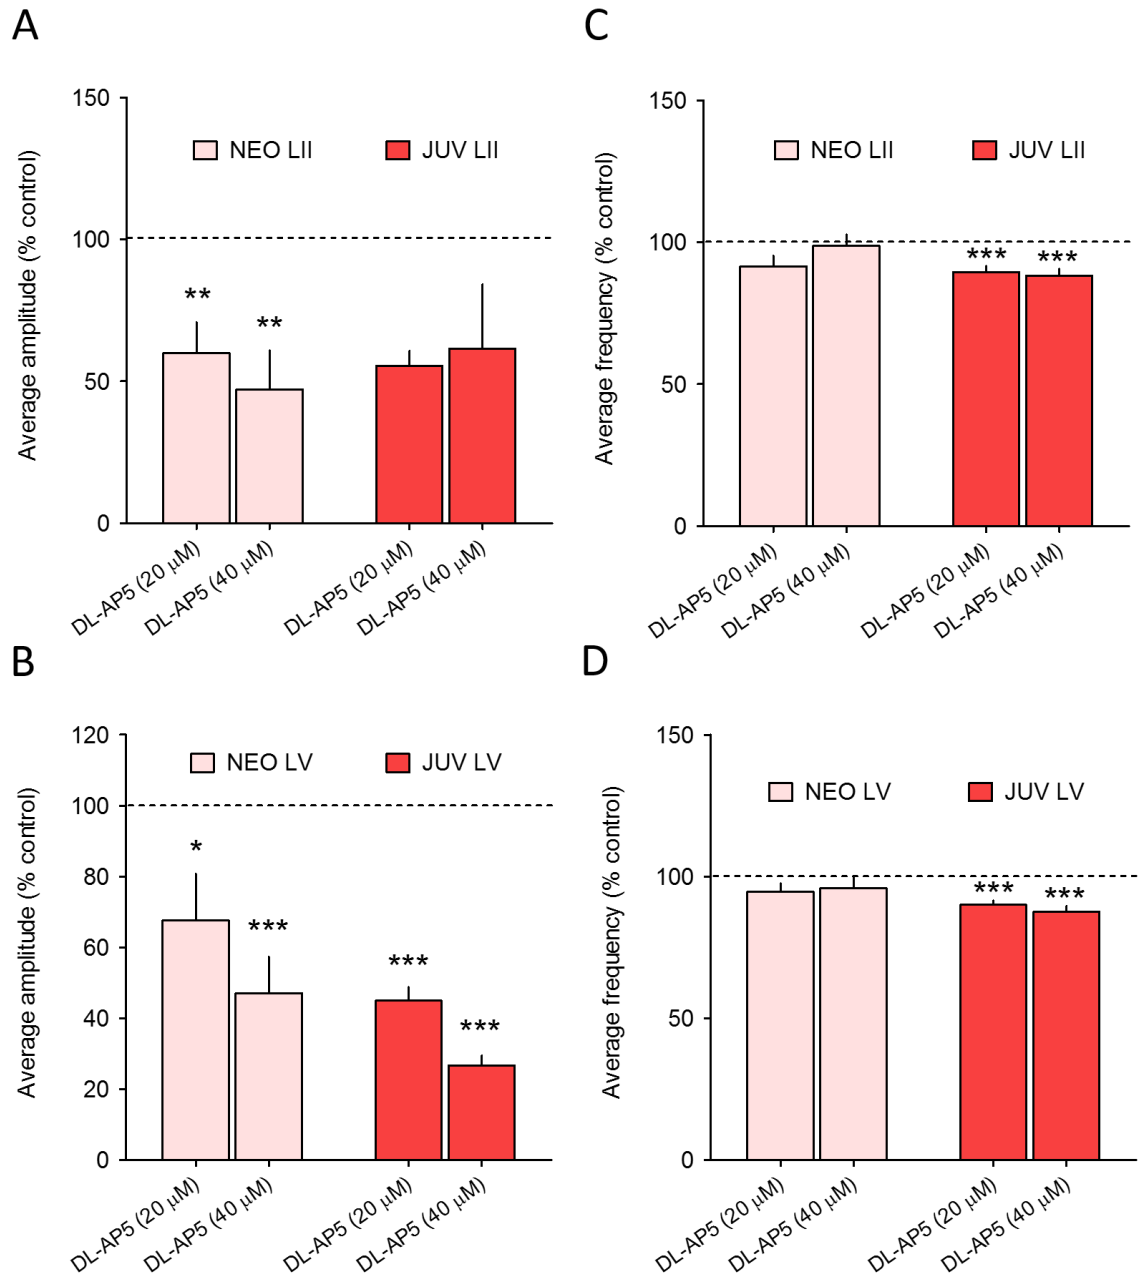 A
Average amplitude (% control)
150
100
50
0
NEO LII
JUV LII
**
**
DL-AP5 (20 μM)
DL-AP5 (40 μM)
DL-AP5 (20 μM)
DL-AP5 (40 μM)
C
Average frequency (% control)
150
100
50
0
NEO LII
JUV LII
***
***
DL-AP5 (20 μM)
DL-AP5 (40 μM)
DL-AP5 (20 μM)
DL-AP5 (40 μM)
B
Average amplitude (% control)
120
100
80
60
40
20
0
NEO LV
JUV LV
*
***
***
***
DL-AP5 (20 μM)
DL-AP5 (40 μM)
DL-AP5 (20 μM)
DL-AP5 (40 μM)
D
Average frequency (% control)
150
100
50
0
NEO LV
JUV LV
***
***
DL-AP5 (20 μM)
DL-AP5 (40 μM)
DL-AP5 (20 μM)
DL-AP5 (40 μM)